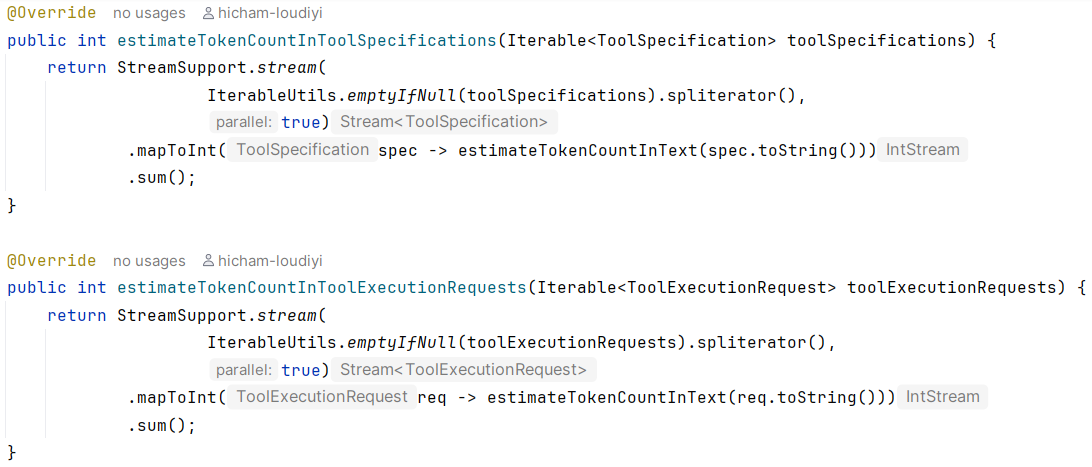 @Override no usages hicham-loudiyi
public int estimateTokenCountInToolSpecifications(Iterable<ToolSpecification> toolSpecifications) {
    return StreamSupport.stream(
                    IterableUtils.emptyIfNull(toolSpecifications).spliterator(),
                    parallel: true) Stream<ToolSpecification>
            .mapToInt( ToolSpecification spec -> estimateTokenCountInText(spec.toString())) IntStream
            .sum();
}
@Override no usages hicham-loudiyi
public int estimateTokenCountInToolExecutionRequests(Iterable<ToolExecutionRequest> toolExecutionRequests) {
    return StreamSupport.stream(
                    IterableUtils.emptyIfNull(toolExecutionRequests).spliterator(),
                    parallel: true) Stream<ToolExecutionRequest>
            .mapToInt( ToolExecutionRequest req -> estimateTokenCountInText(req.toString())) IntStream
            .sum();
}